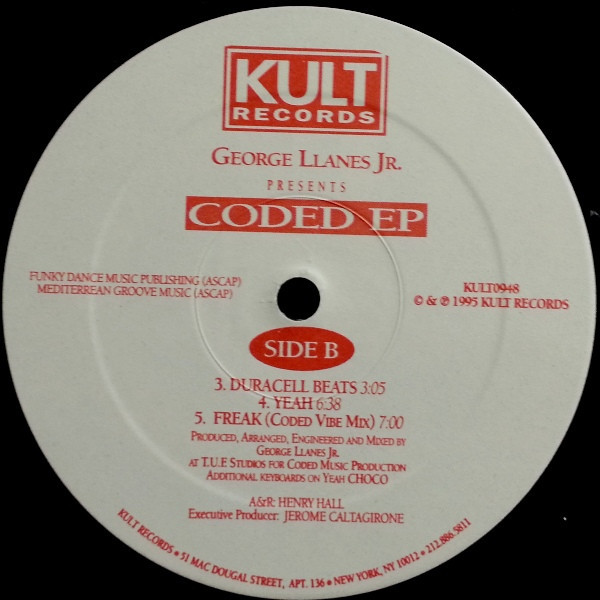 KULT
RECORDS
GEORGE LLANES JR.
PRESENTS
CODED EP
FUNKY DANCE MUSIC PUBLISHING (ASCAP)
MEDITERREAN GROOVE MUSIC (ASCAP)
KULT0948
© & ℗ 1995 KULT RECORDS
SIDE B
3. DURACELL BEATS 3:05
4. YEAH 6:38
5. FREAK (CODED VIBE MIX) 7:00
PRODUCED, ARRANGED, ENGINEERED AND MIXED BY
GEORGE LLANES JR.
AT T.U.E STUDIOS FOR CODED MUSIC PRODUCTION
ADDITIONAL KEYBOARDS ON YEAH CHOCO
A&R: HENRY HALL
EXECUTIVE PRODUCER: JEROME CALTAGIRONE
KULT RECORDS • 51 MAC DOUGAL STREET, APT. 136 • NEW YORK, NY 10012 • 212.886.5811